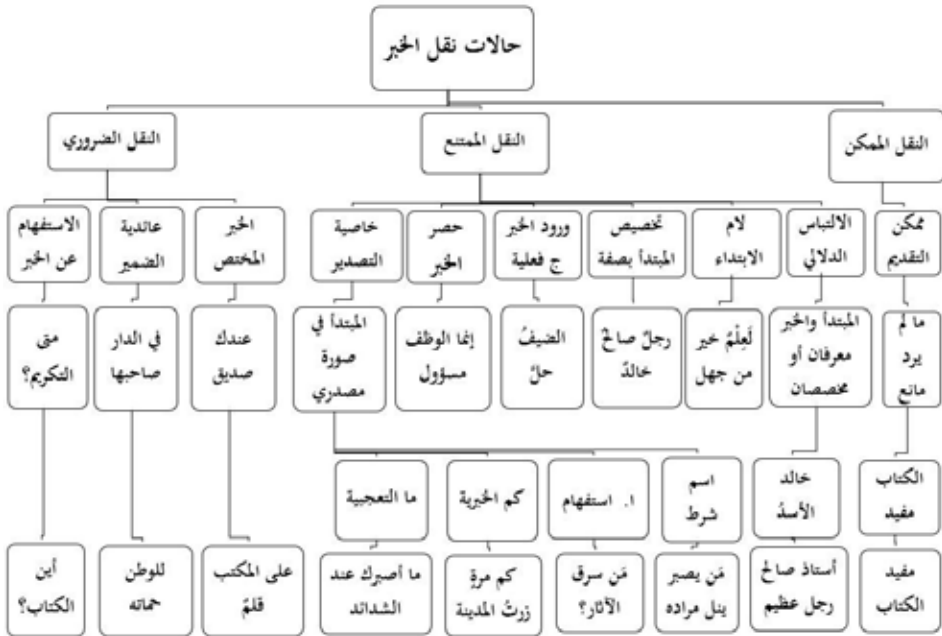 حالات نقل الخبر
النقل الممكن
النقل الممتنع
النقل الضروري
ممكن
التقديم
الالتباس
الدلالي
لام
الابتداء
تخصيص
المبتدأ بصفة
ورود الخبر
ج فعلية
حصر
الخبر
خاصية
التصدير
الخبر
المختص
عائدية
الضمير
الاستفهام
عن الخبر
ما لم
يرد
مانع
المبتدأ والخبر
معرفان أو
مخصصان
لَعِلْمٌ خير
من جهل
رجلٌ صالحٌ
خالدٌ
الضيفُ
حلّ
إنما الوظف
مسؤول
المبتدأ في
صورة
مصدري
عندك
صديق
في الدار
صاحبها
متى
التكريم؟
الكتاب
مفيد
خالد
الأسدُ
اسم
شرط
ا. استفهام
كم الخبرية
ما التعجبية
مفيد
الكتاب
أستاذ صالح
رجل عظيم
مَن يصبر
ينل مراده
مَن سرق
الآثار؟
كم مرةٍ
زرتُ المدينة
ما أصبرك عند
الشدائد
على المكتب
قلمٌ
للوطن
حماته
أين
الكتاب؟